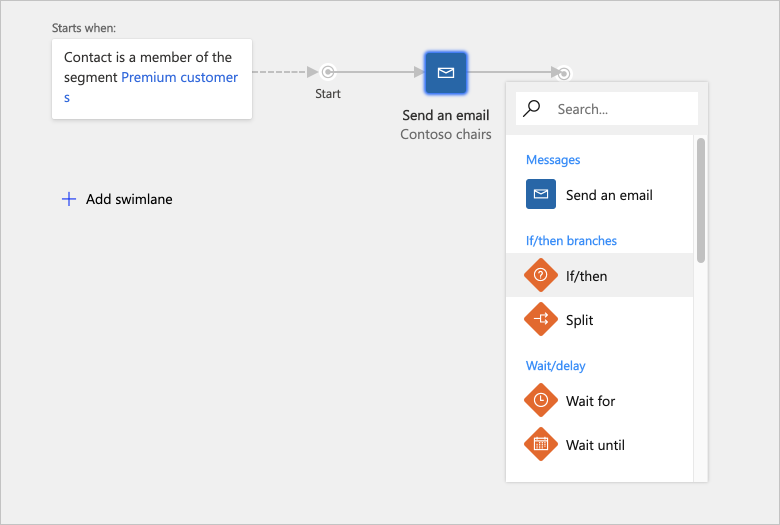 Starts when:
Contact is a member of the
segment Premium customer
s
Start
Send an email
Contoso chairs
Add swimlane
Search...
Messages
Send an email
If/then branches
If/then
Split
Wait/delay
Wait for
Wait until